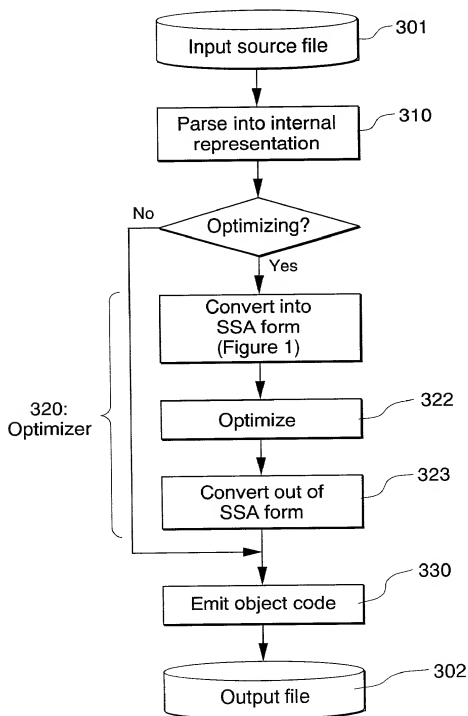 Input source file
301
Parse into internal
representation
310
No
Optimizing?
Yes
Convert into
SSA form
(Figure 1)
320:
Optimizer
Optimize
322
Convert out of
SSA form
323
Emit object code
330
Output file
302